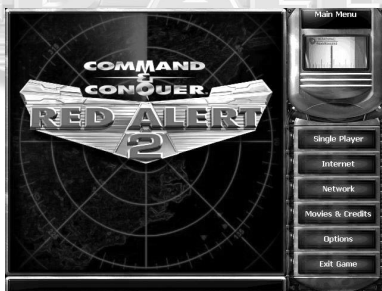 Main Menu
COMMAND
&
CONQUER
RED ALERT
2
Single Player
Internet
Network
Movies & Credits
Options
Exit Game